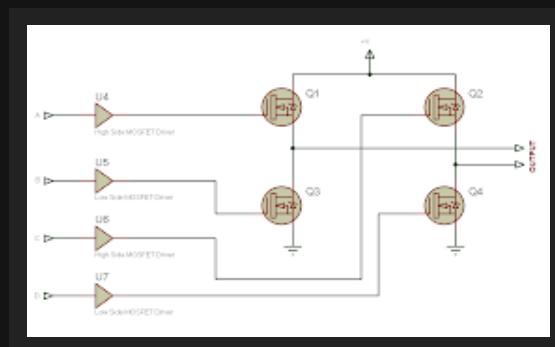 +V
U4
Q1
Q2
A
High Side MOSFET Driver
OUTPUT
U5
B
Low Side MOSFET Driver
Q3
Q4
U6
C
High Side MOSFET Driver
U7
D
Low Side MOSFET Driver